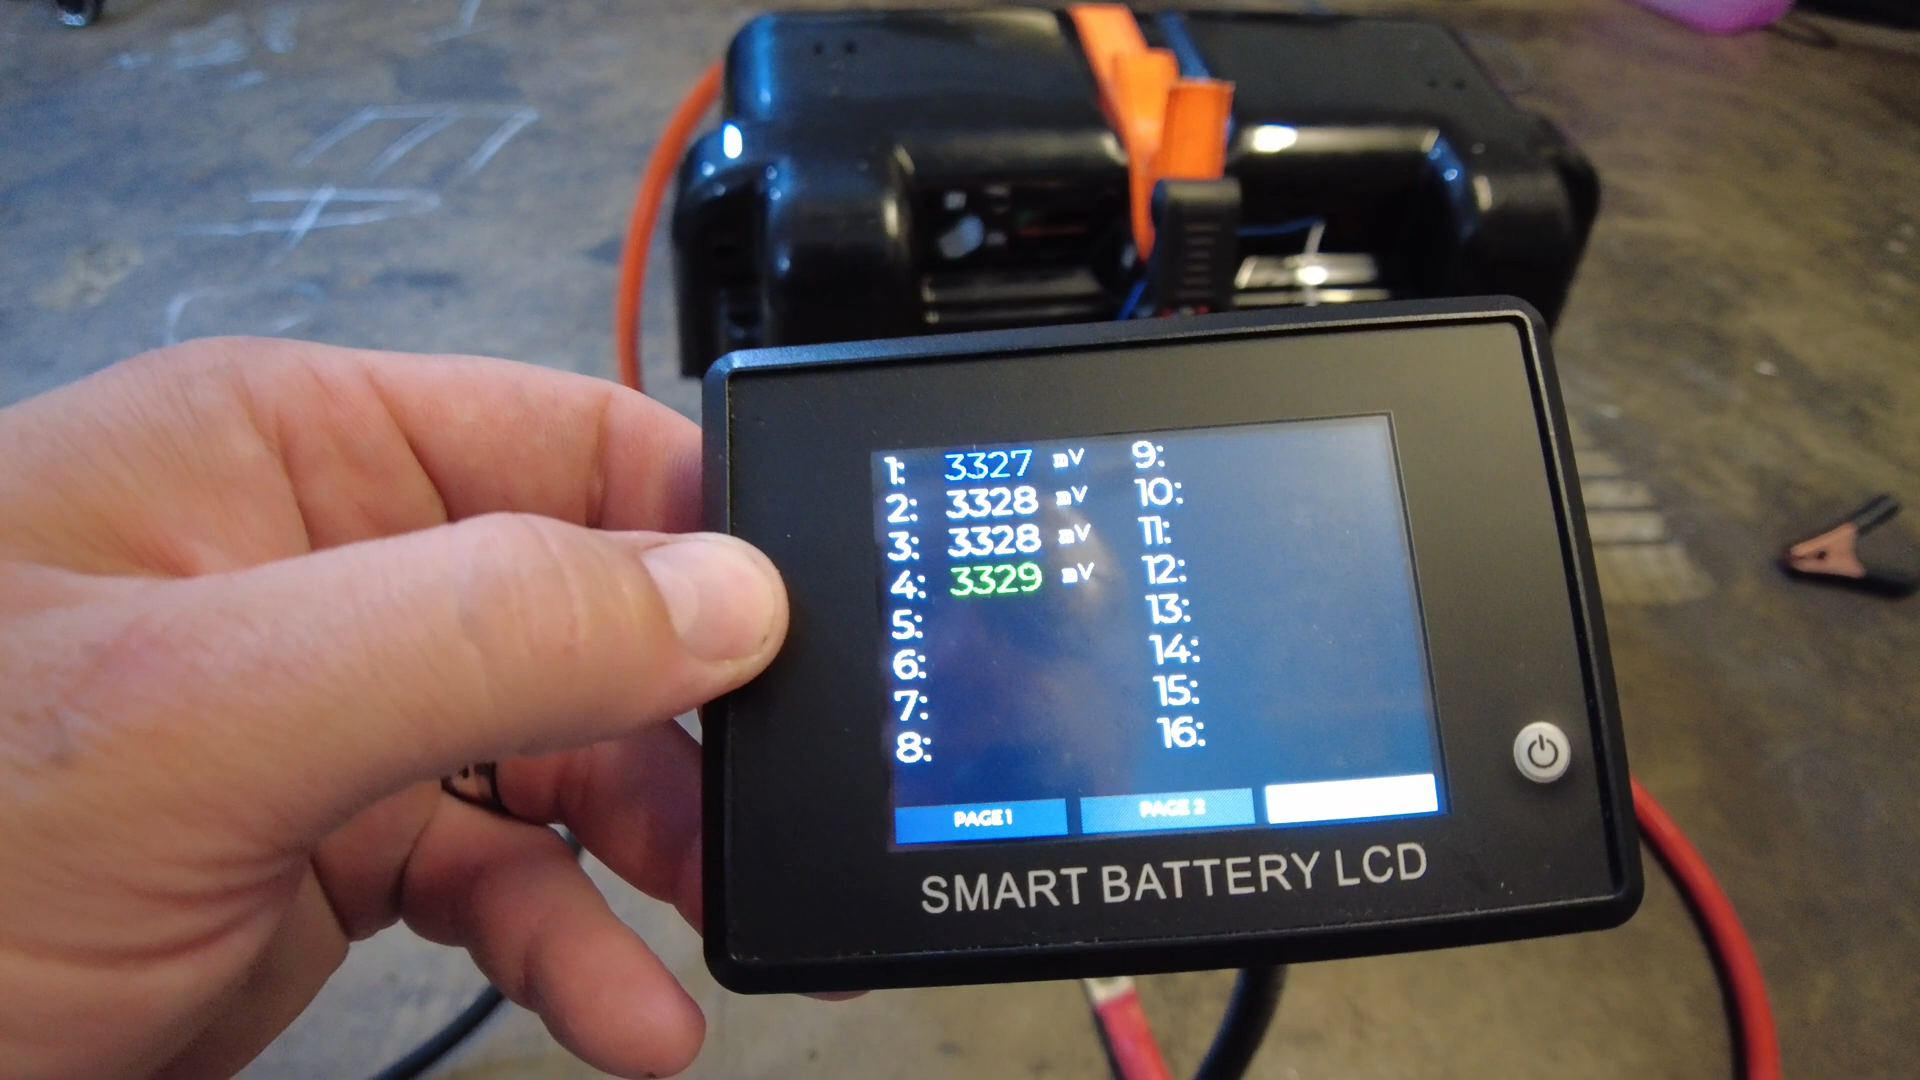 1: 3327 mV
2: 3328 mV
3: 3328 mV
4: 3329 mV
5:
6:
7:
8:
9:
10:
11:
12:
13:
14:
15:
16:
PAGE 1
PAGE 2
SMART BATTERY LCD